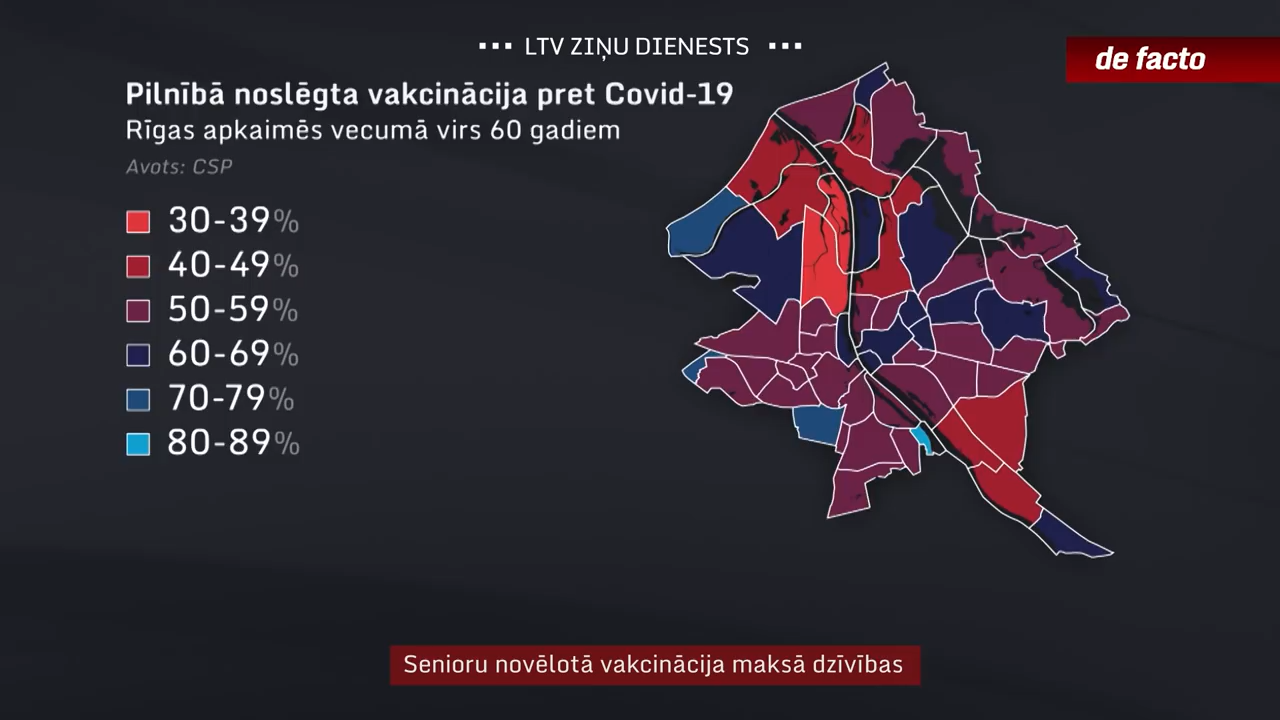 LTV ZIŅU DIENESTS
de facto
Pilnībā noslēgta vakcinācija pret Covid-19
Rīgas apkaimēs vecumā virs 60 gadiem
Avots: CSP
30-39%
40-49%
50-59%
60-69%
70-79%
80-89%
Senioru novēlotā vakcinācija maksā dzīvības